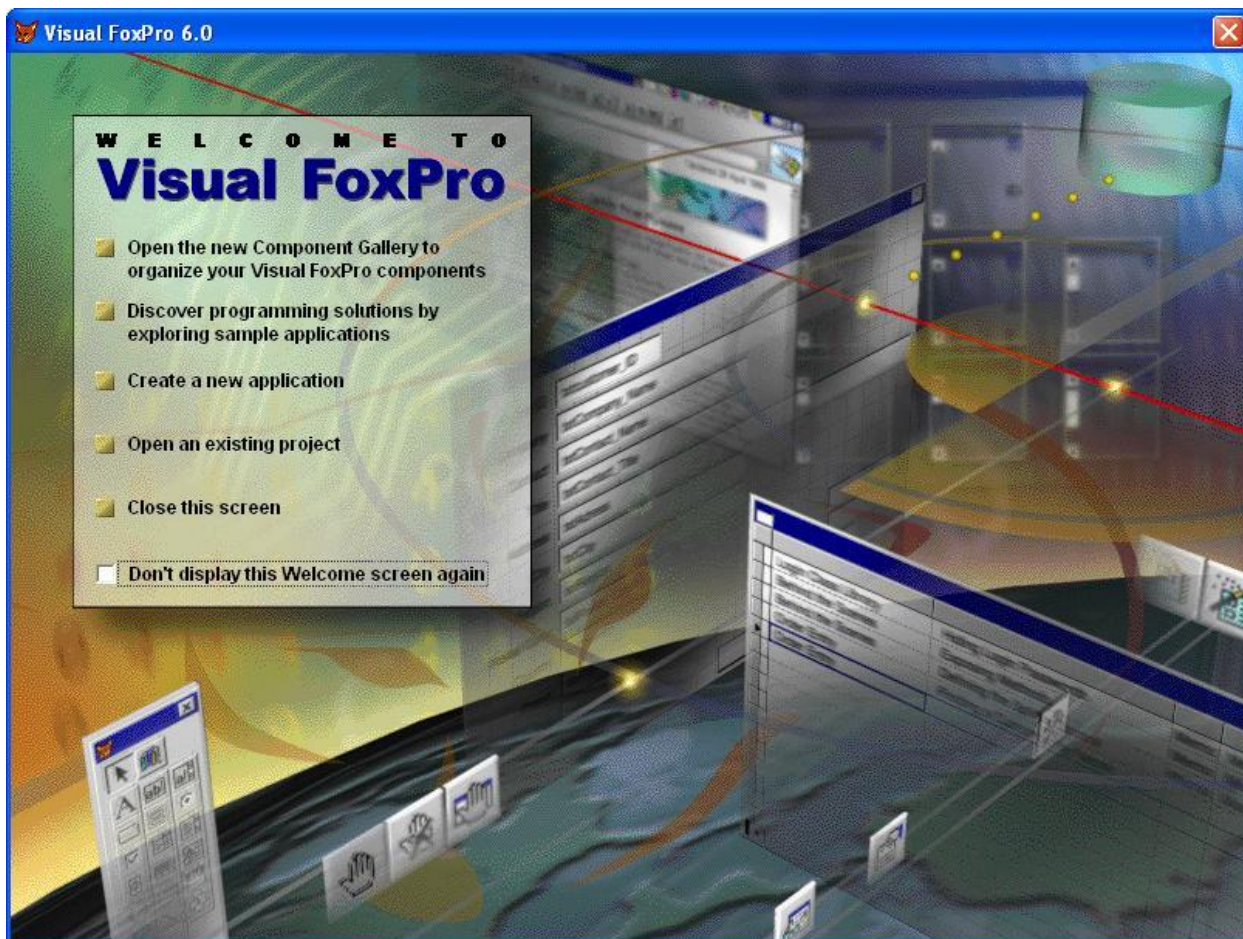 Visual FoxPro 6.0
WELCOME TO
Visual FoxPro
Open the new Component Gallery to
organize your Visual FoxPro components
Discover programming solutions by
exploring sample applications
Create a new application
Open an existing project
Close this screen
Don't display this Welcome screen again